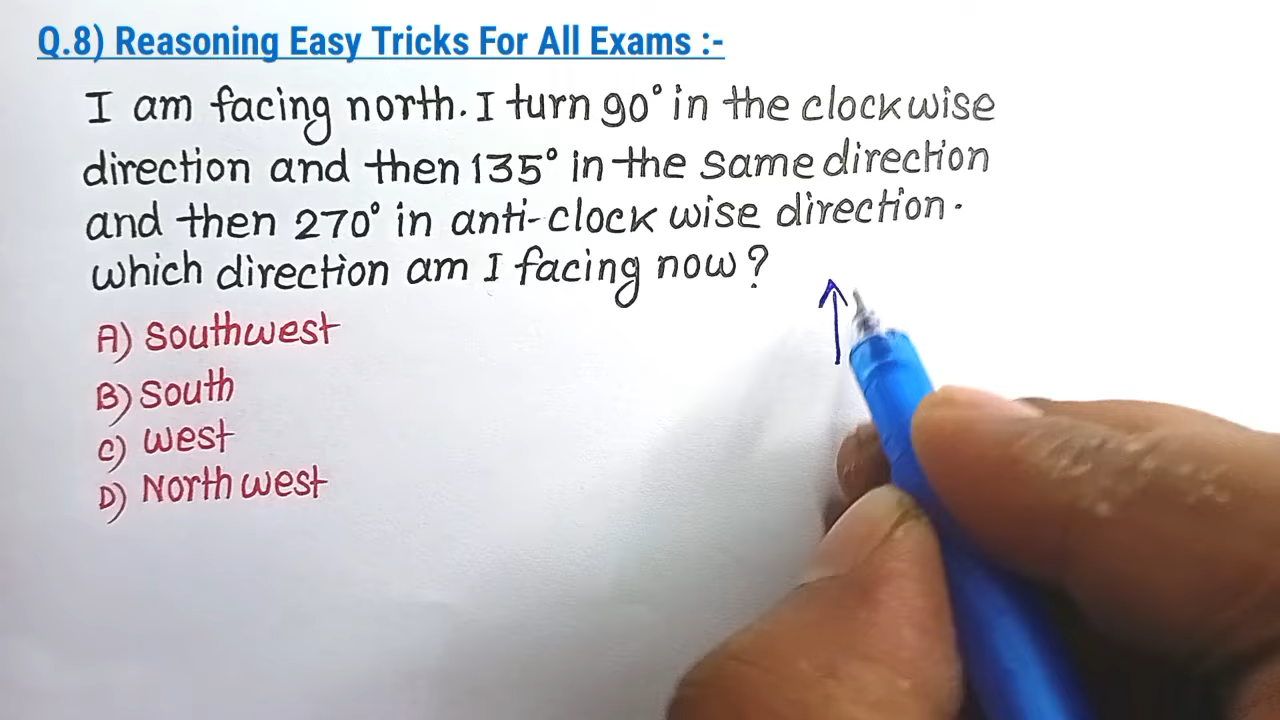 Q.8) Reasoning Easy Tricks For All Exams :-
I am facing north. I turn 90° in the clockwise
direction and then 135° in the same direction
and then 270° in anti-clock wise direction.
which direction am I facing now?
A) Southwest
B) South
C) West
D) North west